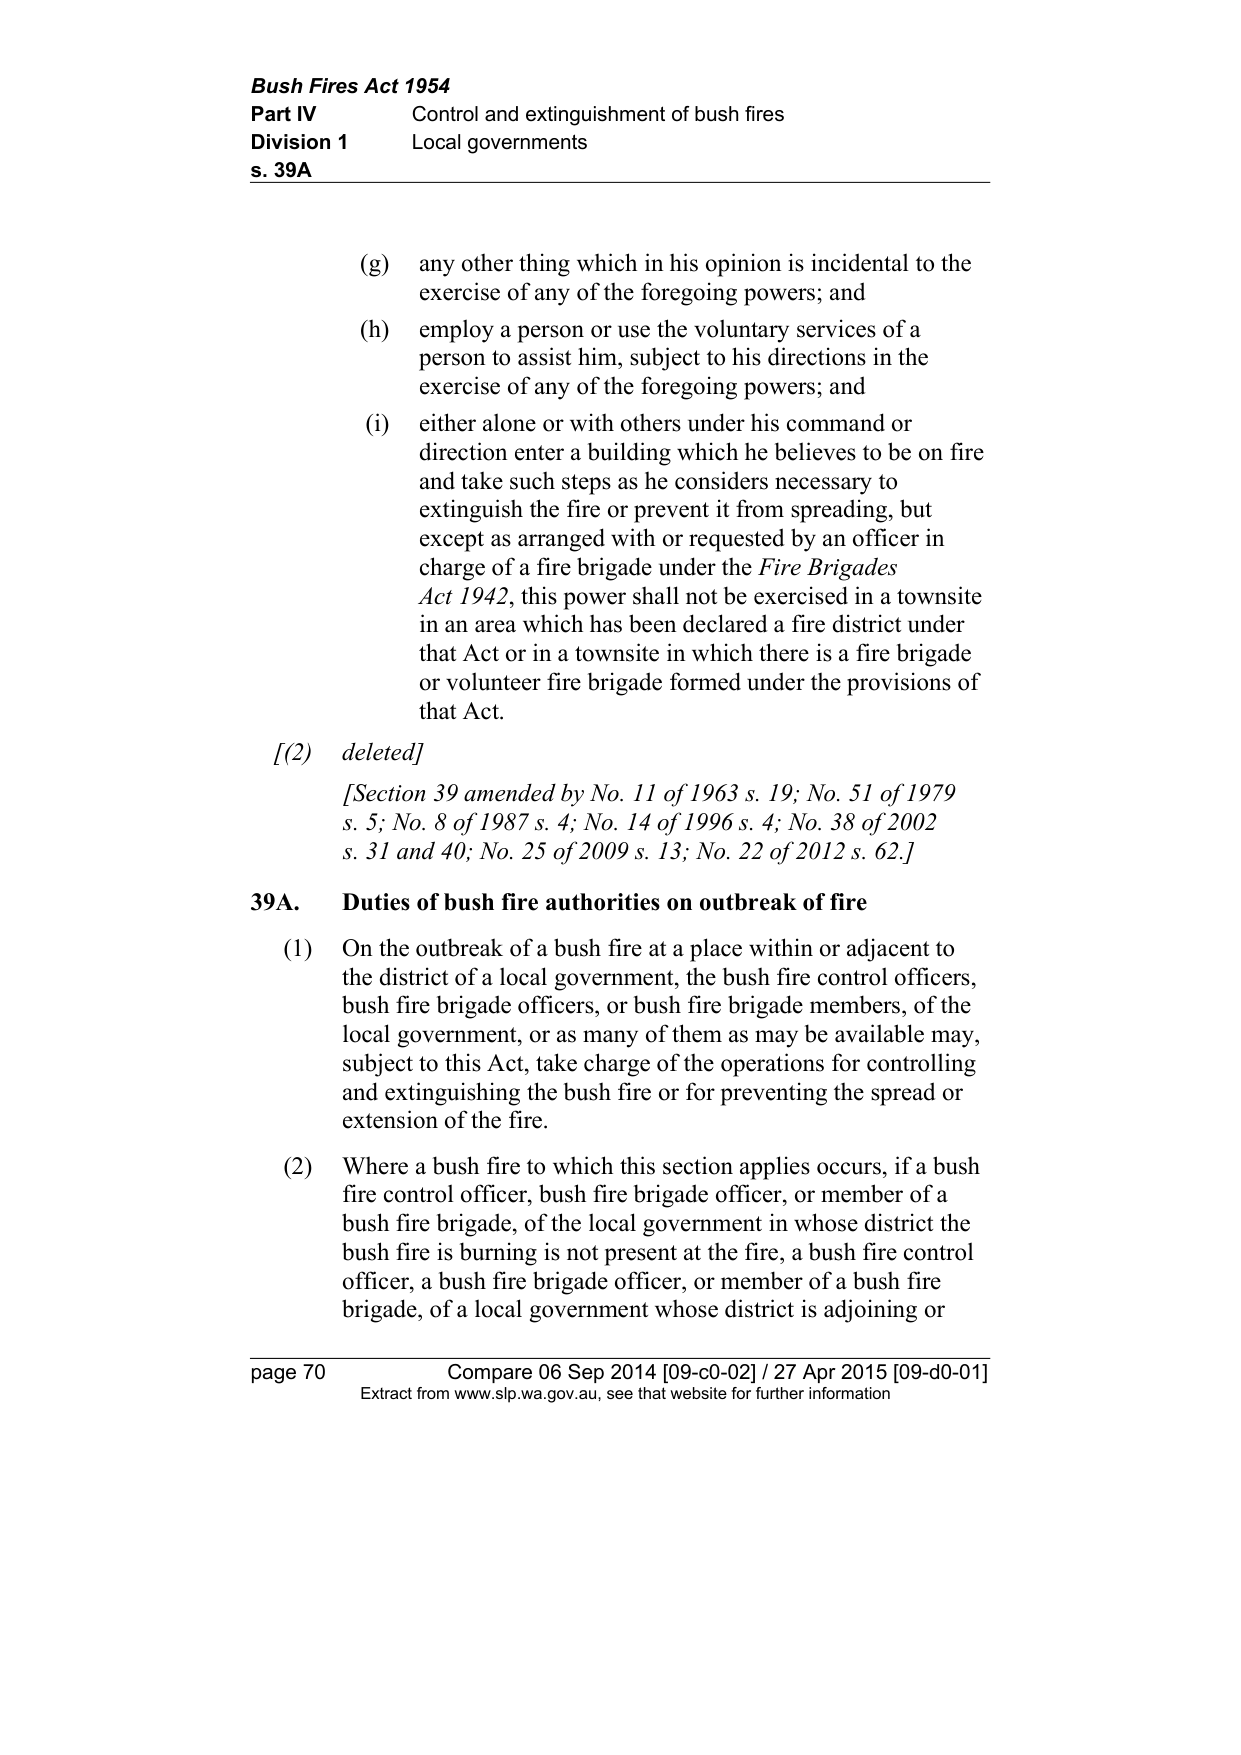 Bush Fires Act 1954
Part IV Control and extinguishment of bush fires
Division 1 Local governments
s. 39A
(g) any other thing which in his opinion is incidental to the
exercise of any of the foregoing powers; and
(h) employ a person or use the voluntary services of a
person to assist him, subject to his directions in the
exercise of any of the foregoing powers; and
(i) either alone or with others under his command or
direction enter a building which he believes to be on fire
and take such steps as he considers necessary to
extinguish the fire or prevent it from spreading, but
except as arranged with or requested by an officer in
charge of a fire brigade under the Fire Brigades
Act 1942, this power shall not be exercised in a townsite
in an area which has been declared a fire district under
that Act or in a townsite in which there is a fire brigade
or volunteer fire brigade formed under the provisions of
that Act.
[(2) deleted]
[Section 39 amended by No. 11 of 1963 s. 19; No. 51 of 1979
s. 5; No. 8 of 1987 s. 4; No. 14 of 1996 s. 4; No. 38 of 2002
s. 31 and 40; No. 25 of 2009 s. 13; No. 22 of 2012 s. 62.]
39A. Duties of bush fire authorities on outbreak of fire
(1) On the outbreak of a bush fire at a place within or adjacent to
the district of a local government, the bush fire control officers,
bush fire brigade officers, or bush fire brigade members, of the
local government, or as many of them as may be available may,
subject to this Act, take charge of the operations for controlling
and extinguishing the bush fire or for preventing the spread or
extension of the fire.
(2) Where a bush fire to which this section applies occurs, if a bush
fire control officer, bush fire brigade officer, or member of a
bush fire brigade, of the local government in whose district the
bush fire is burning is not present at the fire, a bush fire control
officer, a bush fire brigade officer, or member of a bush fire
brigade, of a local government whose district is adjoining or
page 70 Compare 06 Sep 2014 [09-c0-02] / 27 Apr 2015 [09-d0-01]
Extract from www.slp.wa.gov.au, see that website for further information